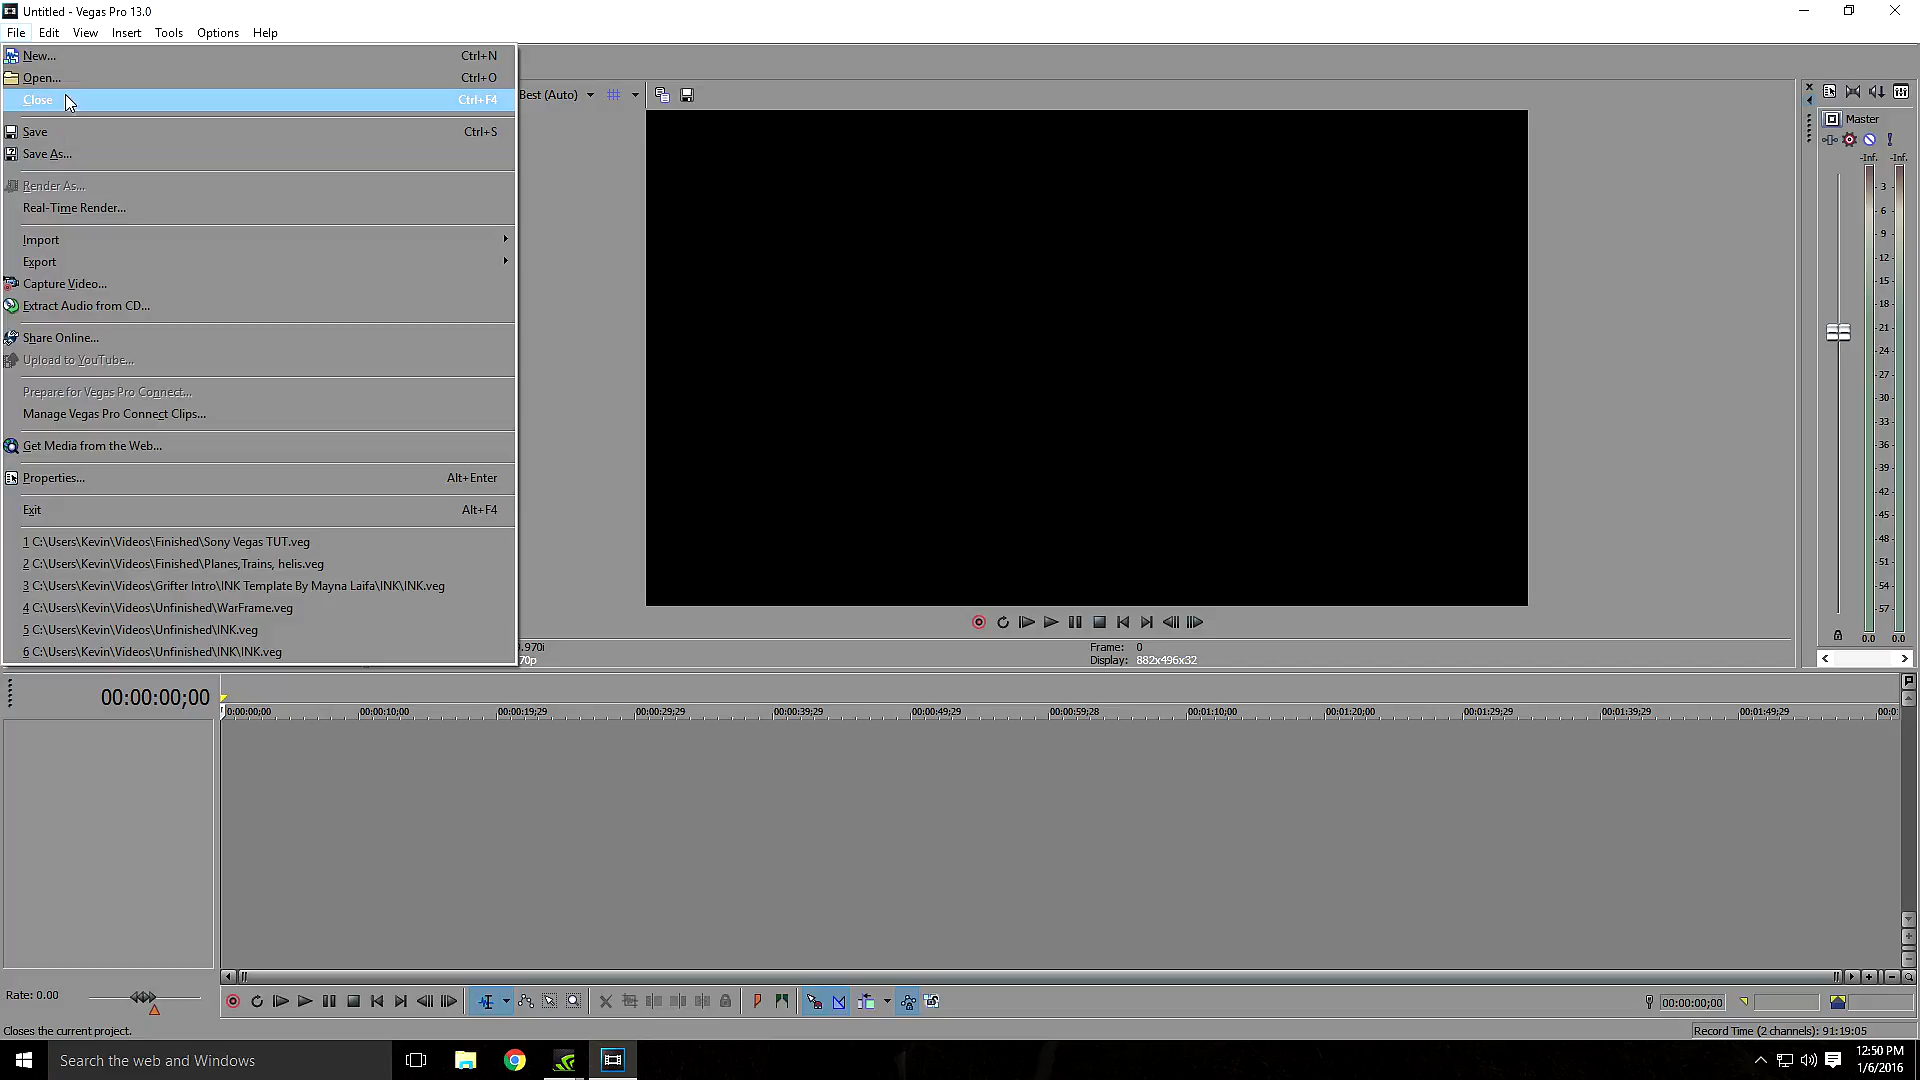 Untitled - Vegas Pro 13.0
File Edit View Insert Tools Options Help
New... Ctrl+N
Open... Ctrl+O
Close Ctrl+F4
Save Ctrl+S
Save As...
Render As...
Real-Time Render...
Import
Export
Capture Video...
Extract Audio from CD...
Share Online...
Upload to YouTube...
Prepare for Vegas Pro Connect...
Manage Vegas Pro Connect Clips...
Get Media from the Web...
Properties... Alt+Enter
Exit Alt+F4
1 C:\Users\Kevin\Videos\Finished\Sony Vegas TUT.veg
2 C:\Users\Kevin\Videos\Finished\Planes,Trains, helis.veg
3 C:\Users\Kevin\Videos\Grifter Intro\INK Template By Mayna Laifa\INK\INK.veg
4 C:\Users\Kevin\Videos\Unfinished\WarFrame.veg
5 C:\Users\Kevin\Videos\Unfinished\INK.veg
6 C:\Users\Kevin\Videos\Unfinished\INK\INK.veg
Best (Auto)
.970i
70p
Frame: 0
Display: 882x496x32
Master
-Inf. -Inf.
3
6
9
12
15
18
21
24
27
30
33
36
39
42
45
48
51
54
57
0.0 0.0
00:00:00;00
0:00:00;00 00:00:10;00 00:00:19;29 00:00:29;29 00:00:39;29 00:00:49;29 00:00:59;28 00:01:10;00 00:01:20;00 00:01:29;29 00:01:39;29 00:01:49;29 00:0
Rate: 0.00
00:00:00;00
Closes the current project.
Record Time (2 channels): 91:19:05
Search the web and Windows
12:50 PM
1/6/2016